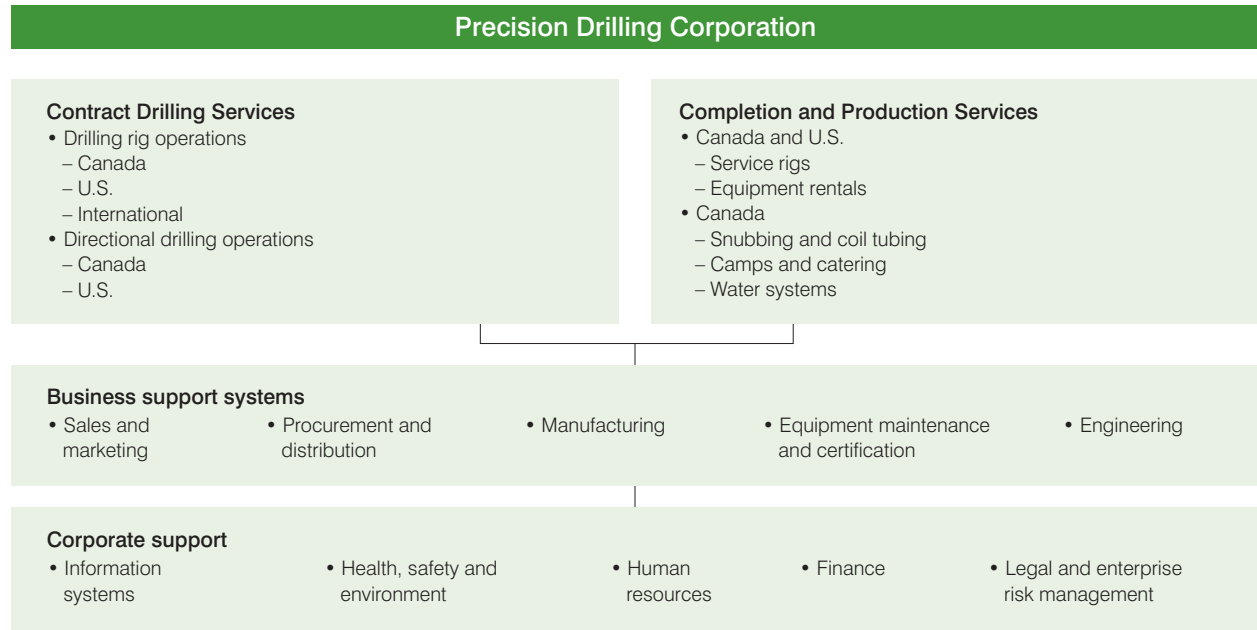 Precision Drilling Corporation
Contract Drilling Services
• Drilling rig operations
– Canada
– U.S.
– International
• Directional drilling operations
– Canada
– U.S.
Completion and Production Services
• Canada and U.S.
– Service rigs
– Equipment rentals
• Canada
– Snubbing and coil tubing
– Camps and catering
– Water systems
Business support systems
• Sales and
marketing
• Procurement and
distribution
• Manufacturing
• Equipment maintenance
and certification
• Engineering
Corporate support
• Information
systems
• Health, safety and
environment
• Human
resources
• Finance
• Legal and enterprise
risk management